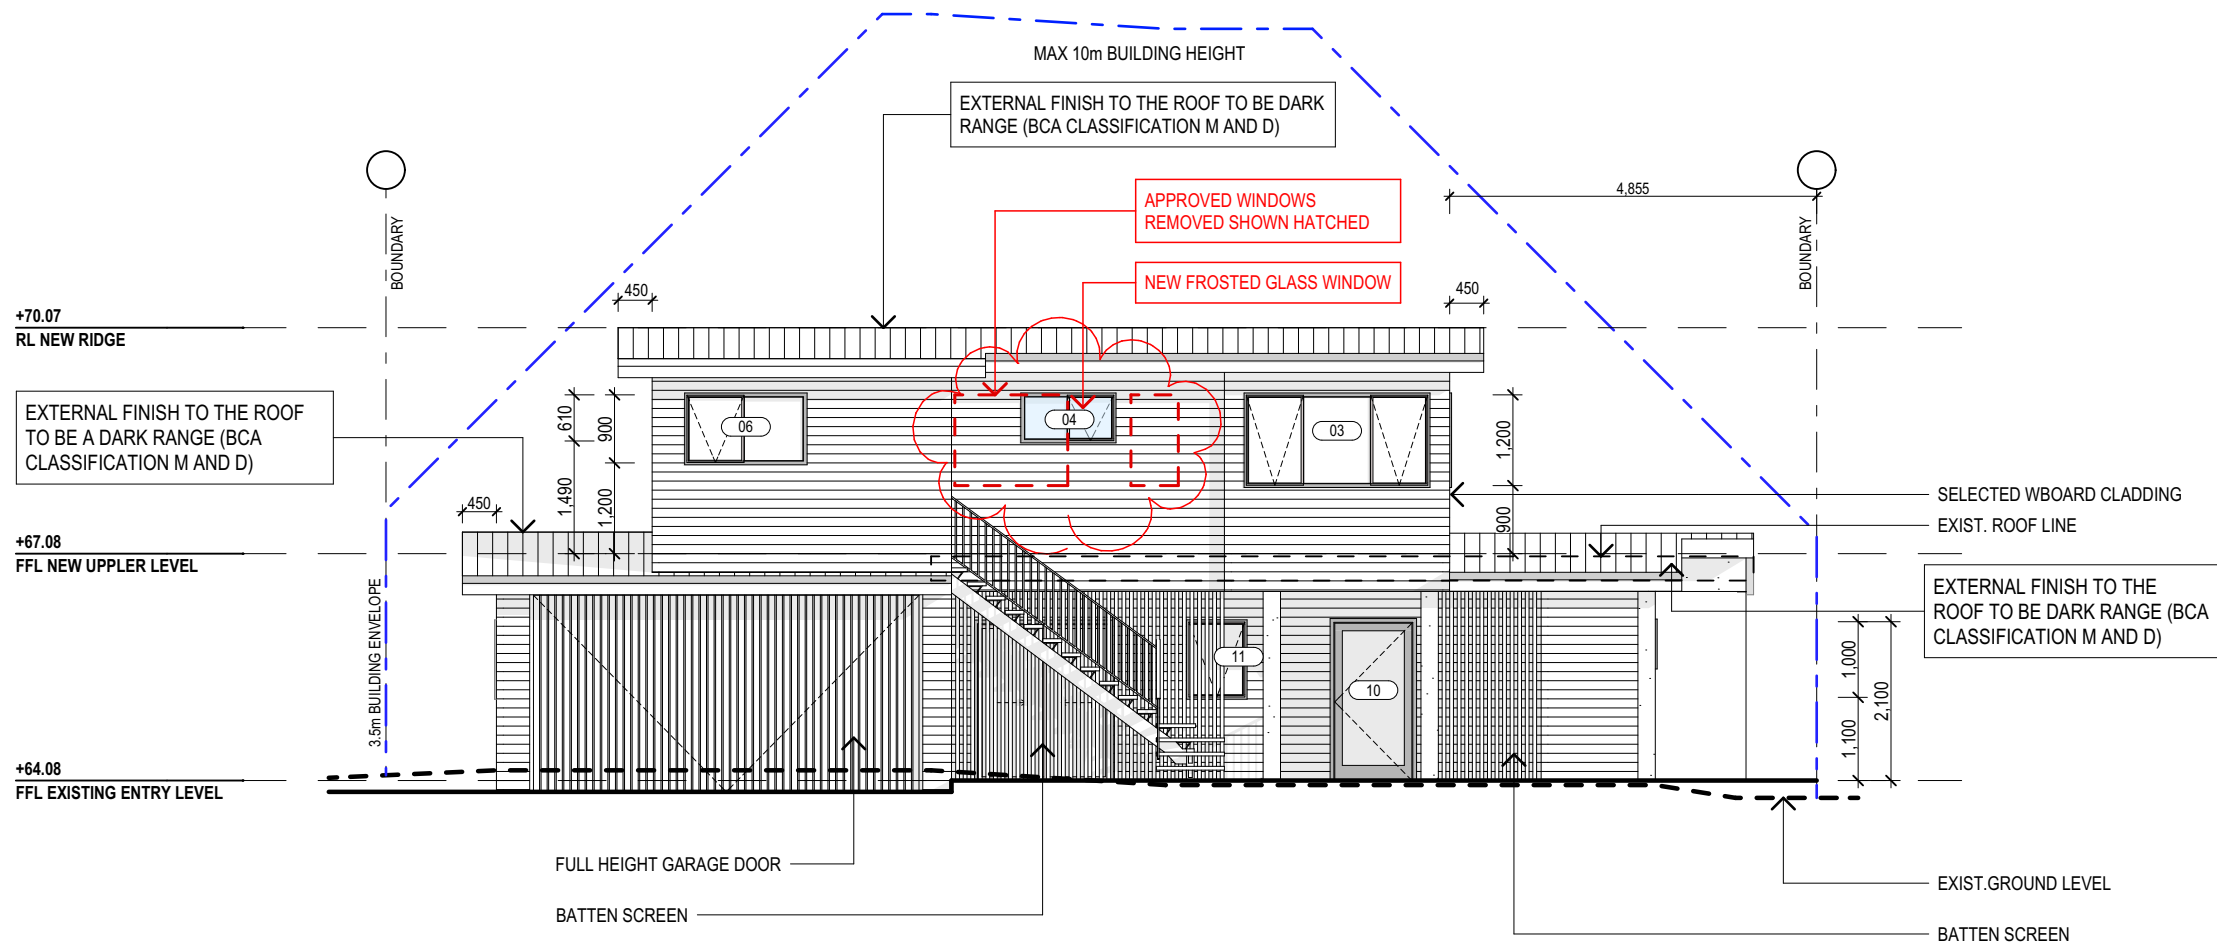 MAX 10m BUILDING HEIGHT
EXTERNAL FINISH TO THE ROOF TO BE DARK
RANGE (BCA CLASSIFICATION M AND D)
APPROVED WINDOWS
REMOVED SHOWN HATCHED
NEW FROSTED GLASS WINDOW
4,855
BOUNDARY
BOUNDARY
450
450
+70.07
RL NEW RIDGE
EXTERNAL FINISH TO THE ROOF
TO BE A DARK RANGE (BCA
CLASSIFICATION M AND D)
610
900
1,490
1,200
06
04
03
1,200
900
450
SELECTED WBOARD CLADDING
EXIST. ROOF LINE
+67.08
FFL NEW UPPLER LEVEL
EXTERNAL FINISH TO THE
ROOF TO BE DARK RANGE (BCA
CLASSIFICATION M AND D)
3.5m BUILDING ENVELOPE
11
10
1,000
1,100
2,100
+64.08
FFL EXISTING ENTRY LEVEL
FULL HEIGHT GARAGE DOOR
BATTEN SCREEN
EXIST.GROUND LEVEL
BATTEN SCREEN